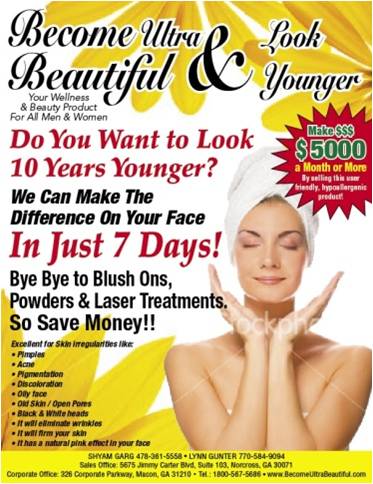 Become Ultra & Look
Beautiful Younger
Your Wellness
& Beauty Product
For All Men & Women
Do You Want to Look
10 Years Younger?
Make $$$
$5000
a Month or More
By selling this user
friendly, hypoallergenic
product!
We Can Make The
Difference On Your Face
In Just 7 Days!
Bye Bye to Blush Ons,
Powders & Laser Treatments.
So Save Money!!
Excellent for Skin irregularities like:
• Pimples
• Acne
• Pigmentation
• Discoloration
• Oily face
• Old Skin / Open Pores
• Black & White heads
• It will eliminate wrinkles
• It will firm your skin
• It has a natural pink effect in your face
SHYAM GARG 478-361-5558 • LYNN GUNTER 770-584-9094
Sales Office: 5675 Jimmy Carter Blvd, Suite 103, Norcross, GA 30071
Corporate Office: 326 Corporate Parkway, Macon, GA 31210 • Tel.: 1800-567-5686 • www.BecomeUltraBeautiful.com